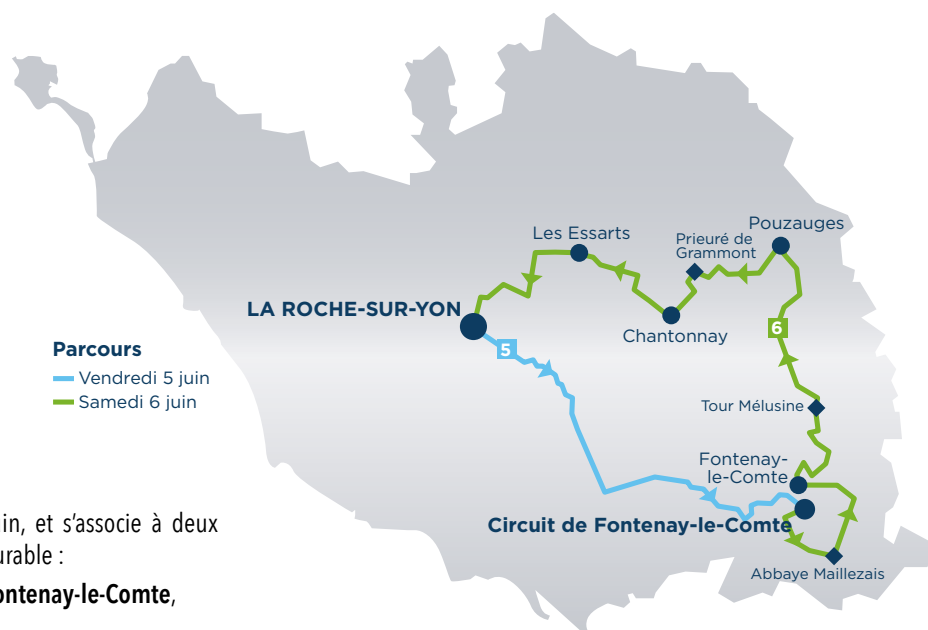 Pouzauges
Les Essarts
Prieuré de
Grammont
LA ROCHE-SUR-YON
Chantonnay
6
5
Parcours
Vendredi 5 juin
Samedi 6 juin
Tour Mélusine
Fontenay-
le-Comte
Circuit de Fontenay-le-Comte
Abbaye Maillezais
in, et s'associe à deux
urable :
ontenay-le-Comte,